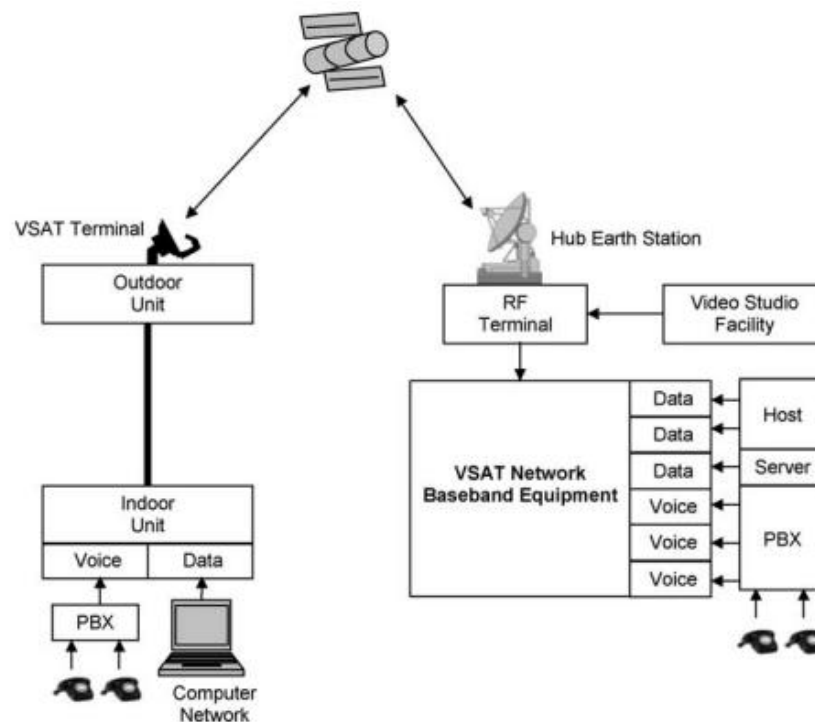 VSAT Terminal
Outdoor
Unit
Indoor
Unit
Voice
Data
PBX
Computer
Network
Hub Earth Station
RF
Terminal
Video Studio
Facility
VSAT Network
Baseband Equipment
Data
Data
Data
Voice
Voice
Voice
Host
Server
PBX